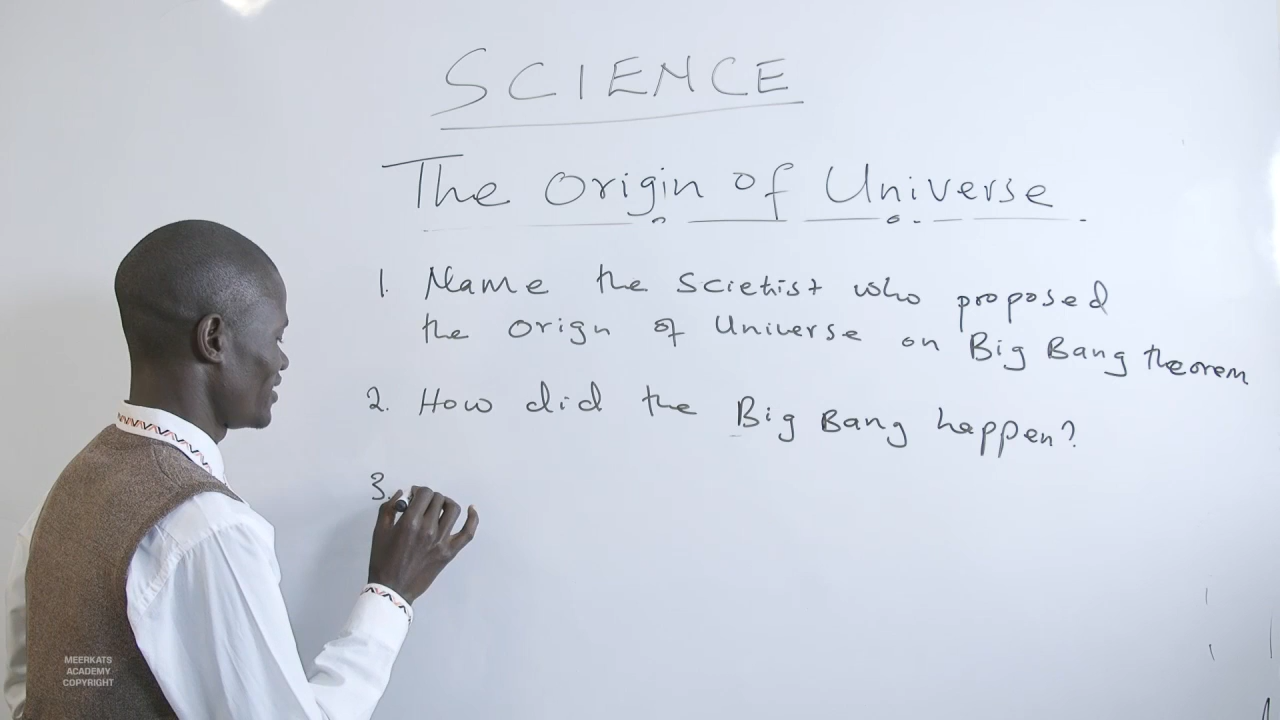 SCIENCE
The Origin of Universe
1. Name the Scietist who proposed
the Orign of Universe on Big Bang theorem
2. How did the Big Bang happen?
3.
MEERKATS
ACADEMY
COPYRIGHT